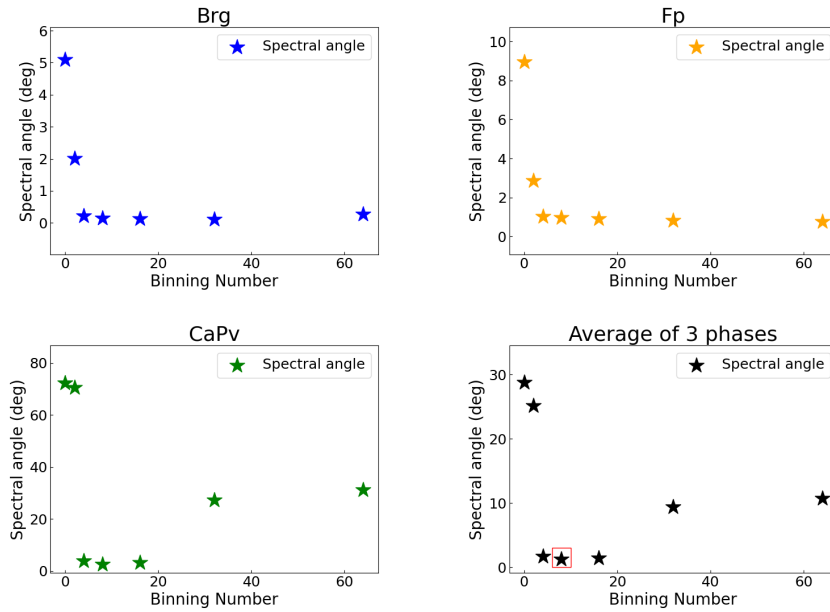 Brg
Spectral angle
Spectral angle (deg)
6
5
4
3
2
1
0
0 20 40 60
Binning Number
Fp
Spectral angle
Spectral angle (deg)
10
8
6
4
2
0
0 20 40 60
Binning Number
CaPv
Spectral angle
Spectral angle (deg)
80
60
40
20
0
0 20 40 60
Binning Number
Average of 3 phases
Spectral angle
Spectral angle (deg)
30
20
10
0
0 20 40 60
Binning Number